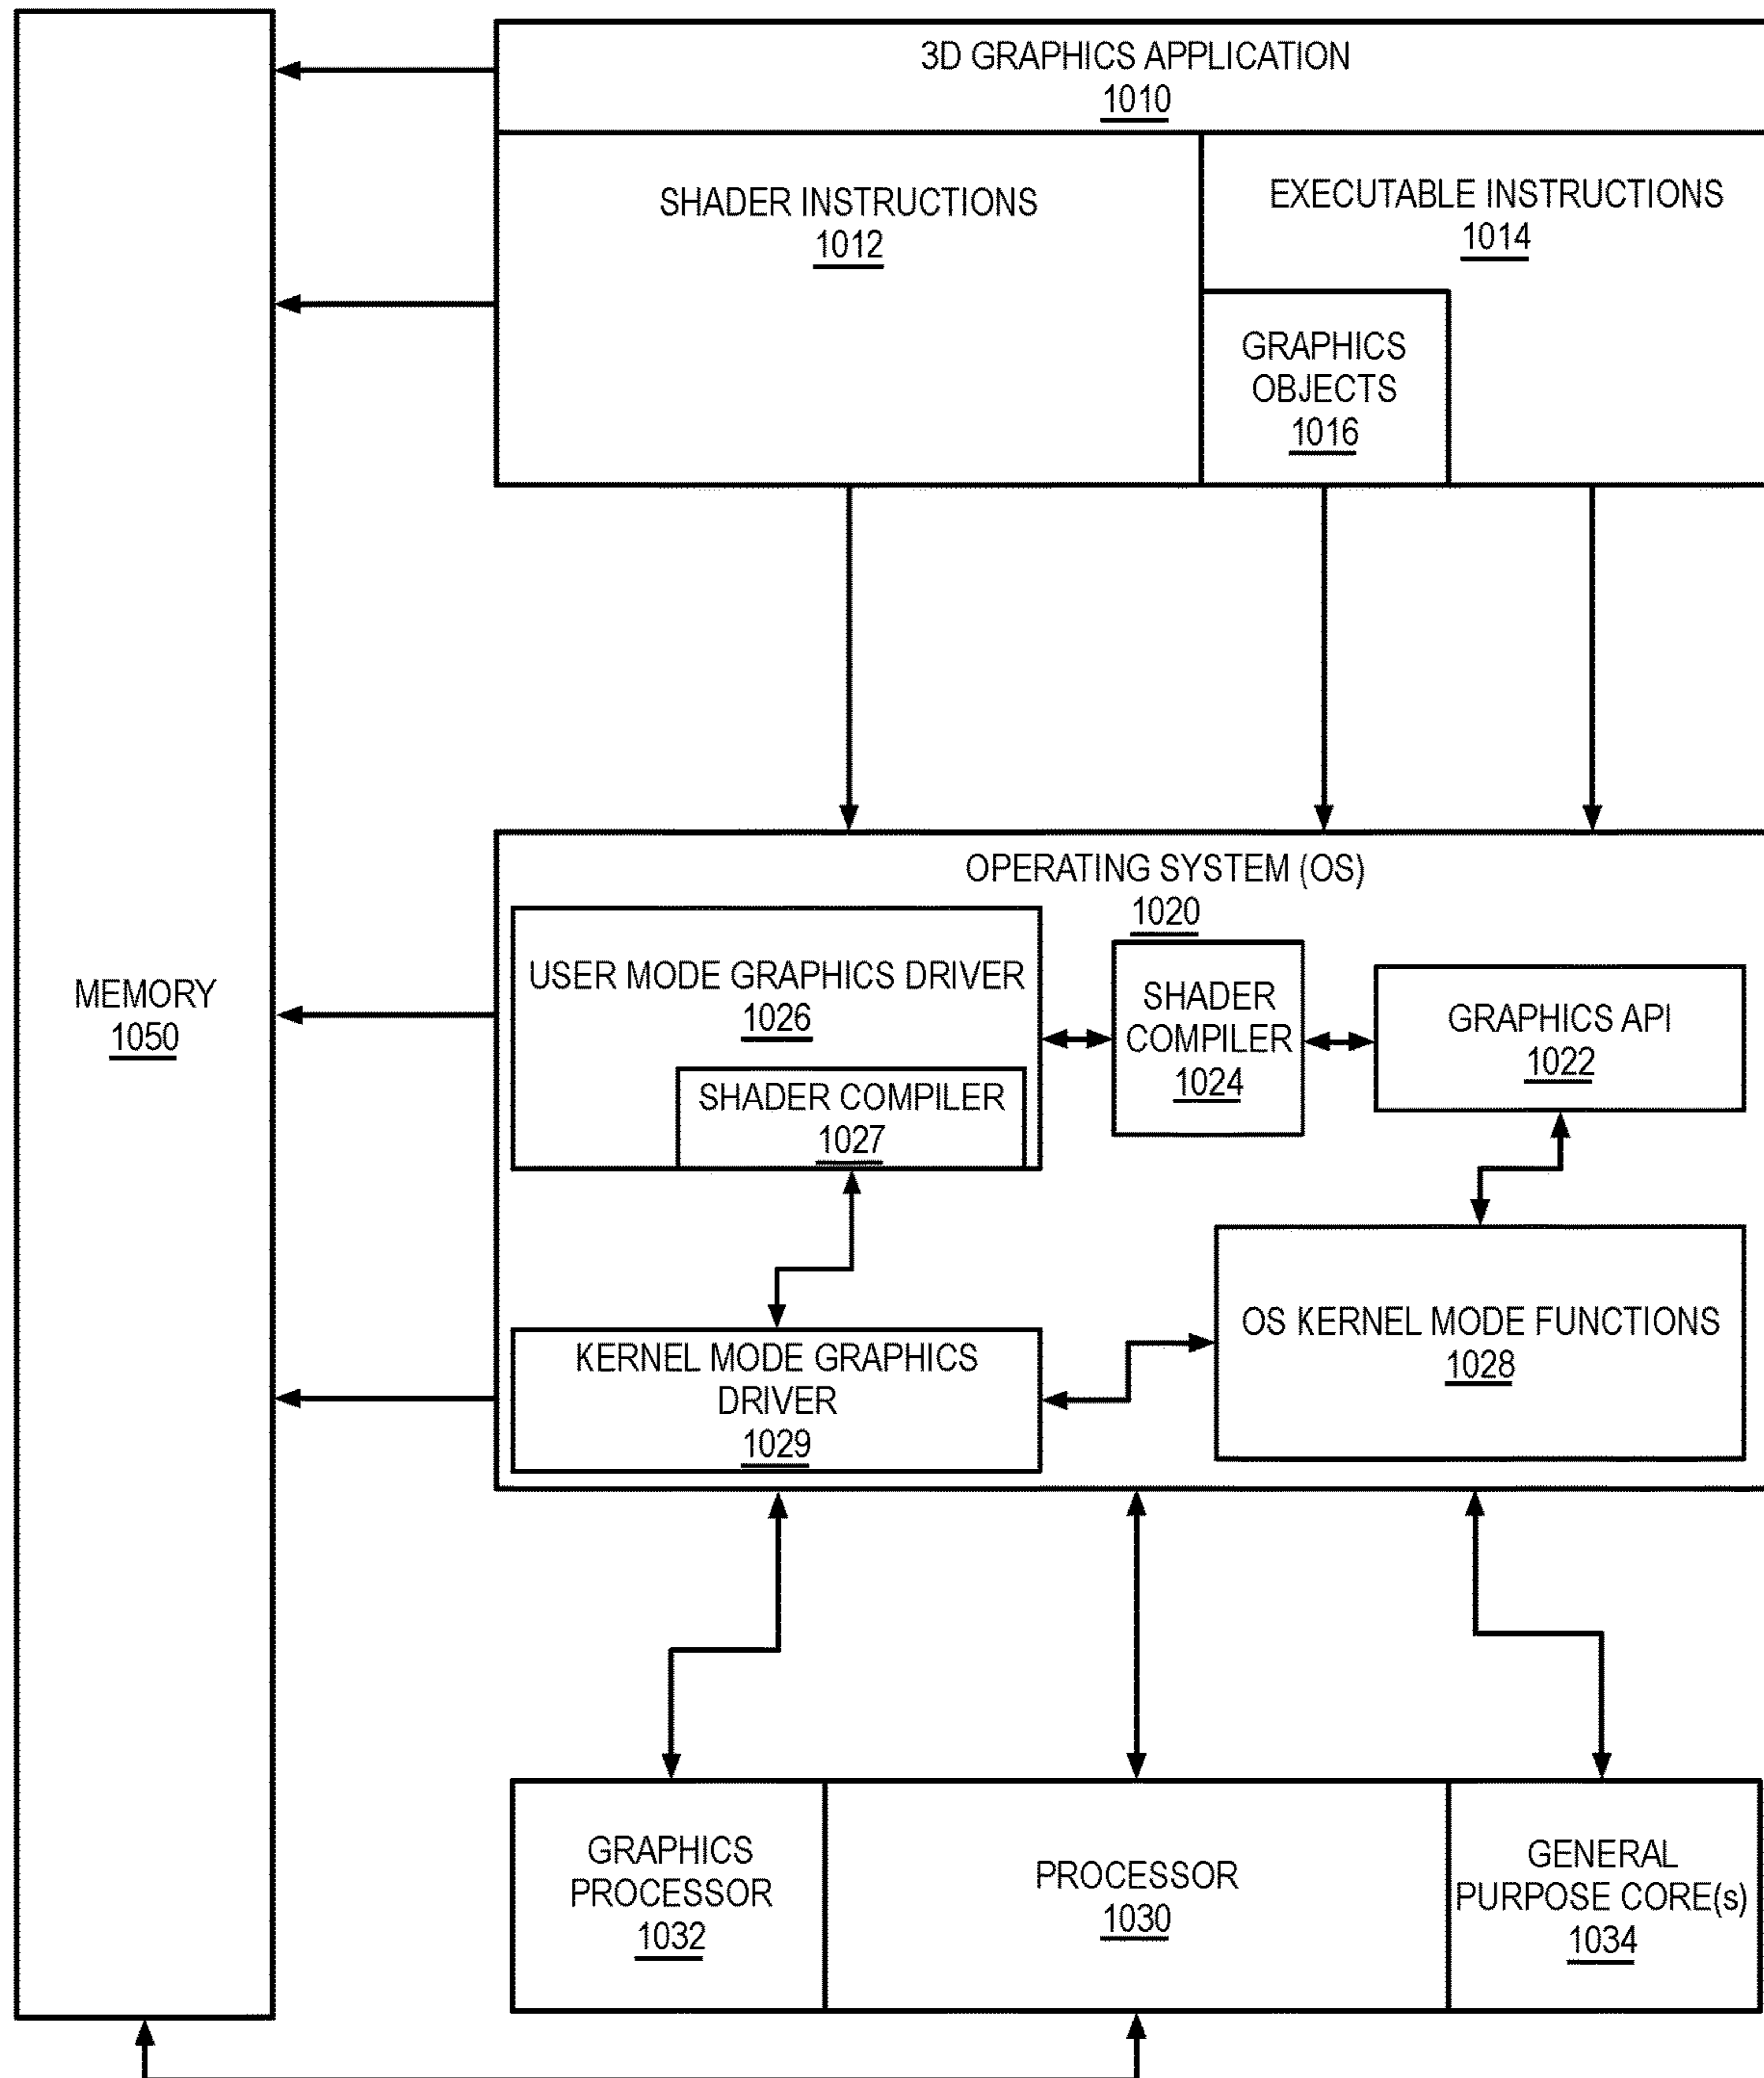 3D GRAPHICS APPLICATION
1010
SHADER INSTRUCTIONS
1012
EXECUTABLE INSTRUCTIONS
1014
GRAPHICS
OBJECTS
1016
MEMORY
1050
OPERATING SYSTEM (OS)
1020
USER MODE GRAPHICS DRIVER
1026
SHADER COMPILER
1027
SHADER
COMPILER
1024
GRAPHICS API
1022
KERNEL MODE GRAPHICS
DRIVER
1029
OS KERNEL MODE FUNCTIONS
1028
GRAPHICS
PROCESSOR
1032
PROCESSOR
1030
GENERAL
PURPOSE CORE(s)
1034